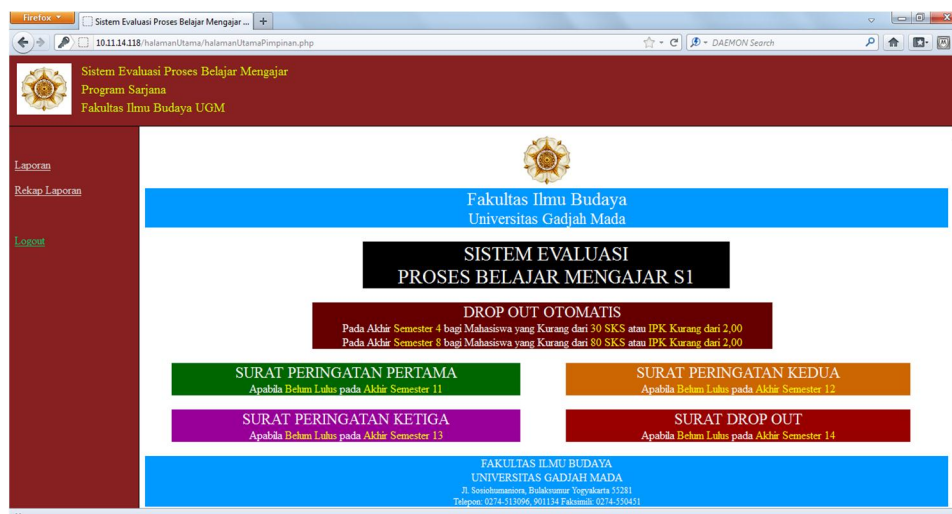 Firefox
Sistem Evaluasi Proses Belajar Mengajar ...
10.11.14.118/halamanUtama/halamanUtamaPimpinan.php
DAEMON Search
Sistem Evaluasi Proses Belajar Mengajar
Program Sarjana
Fakultas Ilmu Budaya UGM
Laporan
Rekap Laporan
Logout
Fakultas Ilmu Budaya
Universitas Gadjah Mada
SISTEM EVALUASI
PROSES BELAJAR MENGAJAR S1
DROP OUT OTOMATIS
Pada Akhir Semester 4 bagi Mahasiswa yang Kurang dari 30 SKS atau IPK Kurang dari 2,00
Pada Akhir Semester 8 bagi Mahasiswa yang Kurang dari 80 SKS atau IPK Kurang dari 2,00
SURAT PERINGATAN PERTAMA
Apabila Belum Lulus pada Akhir Semester 11
SURAT PERINGATAN KEDUA
Apabila Belum Lulus pada Akhir Semester 12
SURAT PERINGATAN KETIGA
Apabila Belum Lulus pada Akhir Semester 13
SURAT DROP OUT
Apabila Belum Lulus pada Akhir Semester 14
FAKULTAS ILMU BUDAYA
UNIVERSITAS GADJAH MADA
Jl. Sosiohumaniora, Bulaksumur Yogyakarta 55281
Telepon: 0274-513096, 901134 Faksimili: 0274-550451